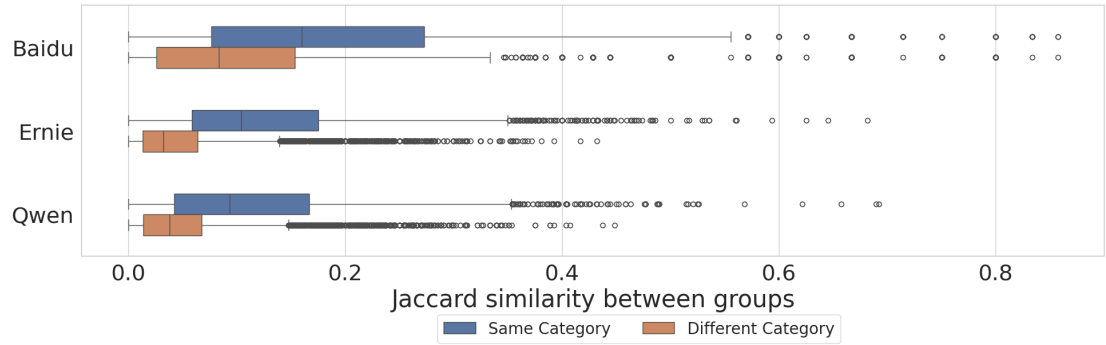 Baidu
Ernie
Qwen
0.0 0.2 0.4 0.6 0.8
Jaccard similarity between groups
Same Category Different Category